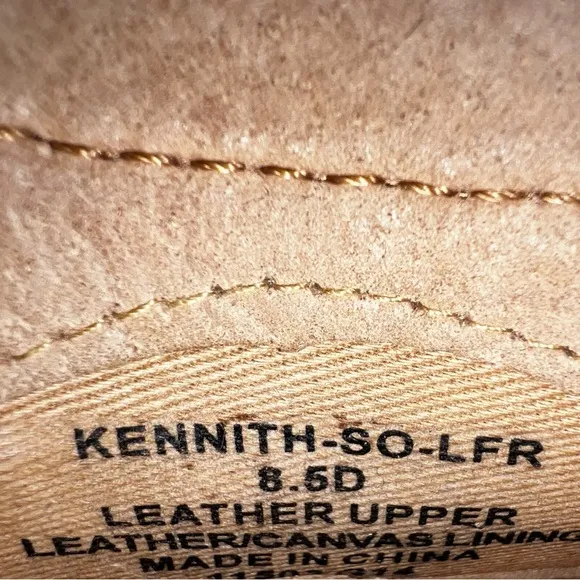 KENNITH-SO-LFR
8.5D
LEATHER UPPER
LEATHER/CANVAS LINING
MADE IN CHINA